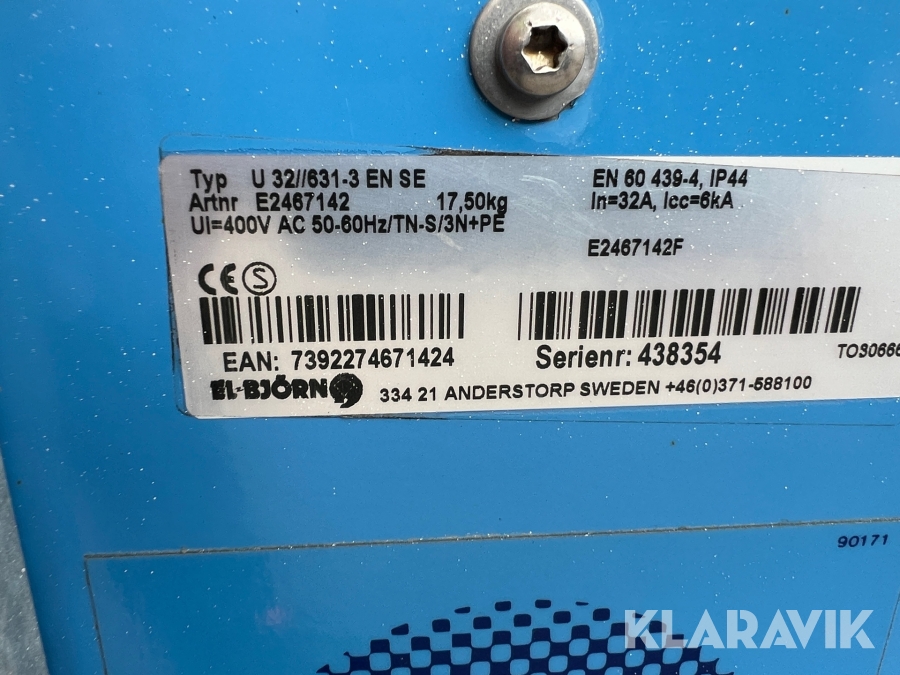 Typ U 32//631-3 EN SE
EN 60 439-4, IP44
Artnr E2467142 17,50kg
In=32A, Icc=6kA
UI=400V AC 50-60Hz/TN-S/3N+PE
E2467142F
CE S
EAN: 7392274671424
Serienr: 438354
TO30666
EL-BJÖRN
334 21 ANDERSTORP SWEDEN +46(0)371-588100
90171
KLARAVIK